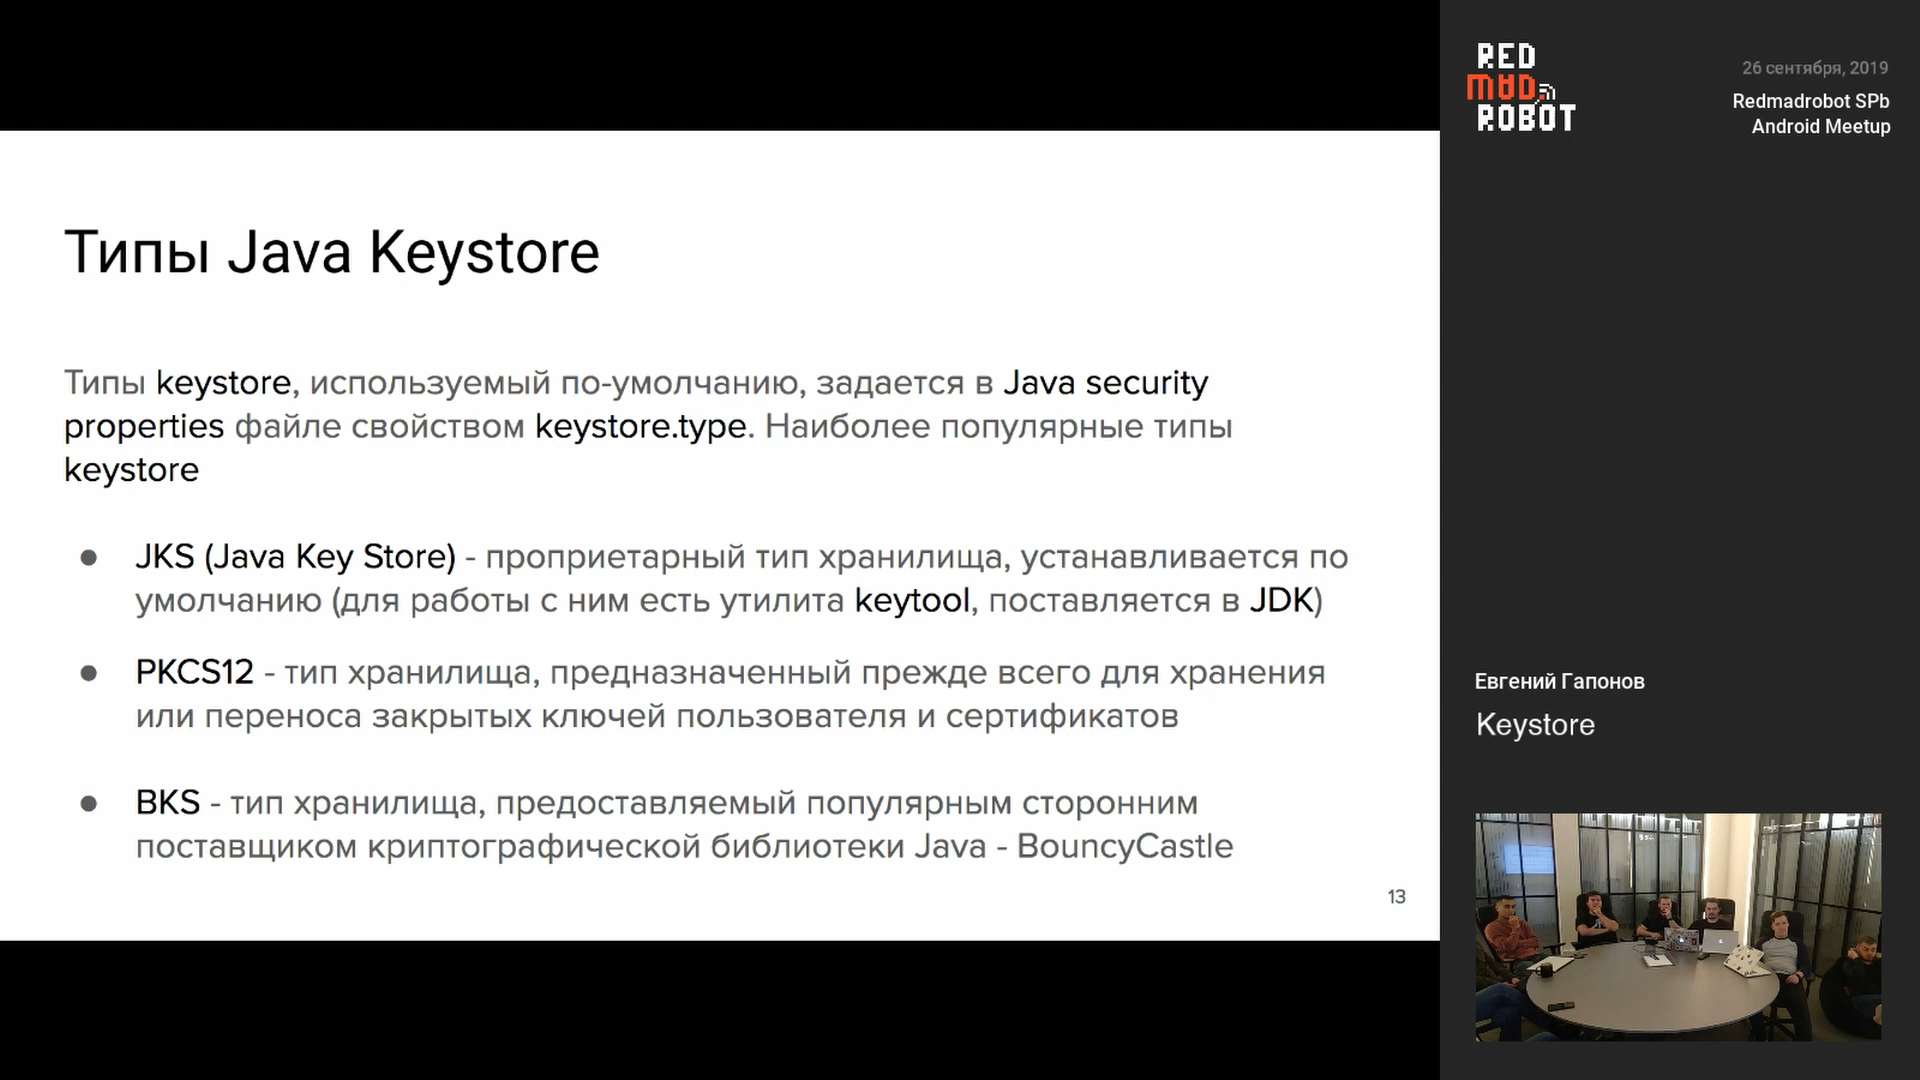 Типы Java Keystore
Типы keystore, используемый по-умолчанию, задается в Java security
properties файле свойством keystore.type. Наиболее популярные типы
keystore
● JKS (Java Key Store) - проприетарный тип хранилища, устанавливается по
умолчанию (для работы с ним есть утилита keytool, поставляется в JDK)
● PKCS12 - тип хранилища, предназначенный прежде всего для хранения
или переноса закрытых ключей пользователя и сертификатов
● BKS - тип хранилища, предоставляемый популярным сторонним
поставщиком криптографической библиотеки Java - BouncyCastle
13
RED
MAD
ROBOT
26 сентября, 2019
Redmadrobot SPb
Android Meetup
Евгений Гапонов
Keystore